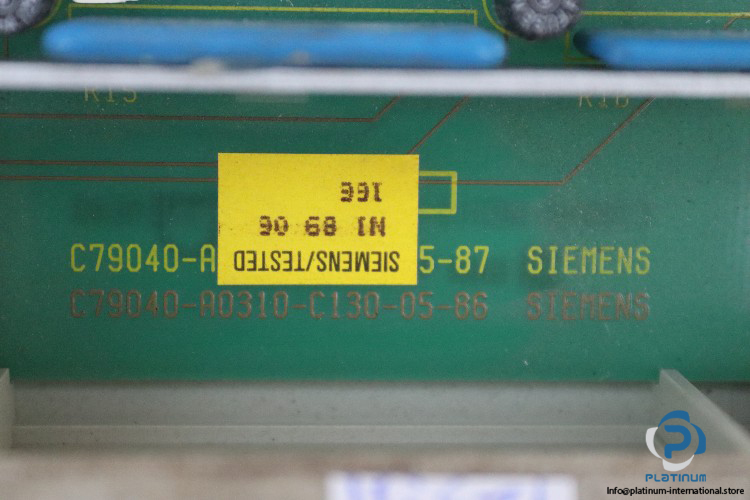 R15 R16
166
NI 89 06
SIEMENS/TESTED
C79040-A 5-87 SIEMENS
C79040-A0310-C130-05-86 SIEMENS
PLATINUM
Info@platinum-international.store